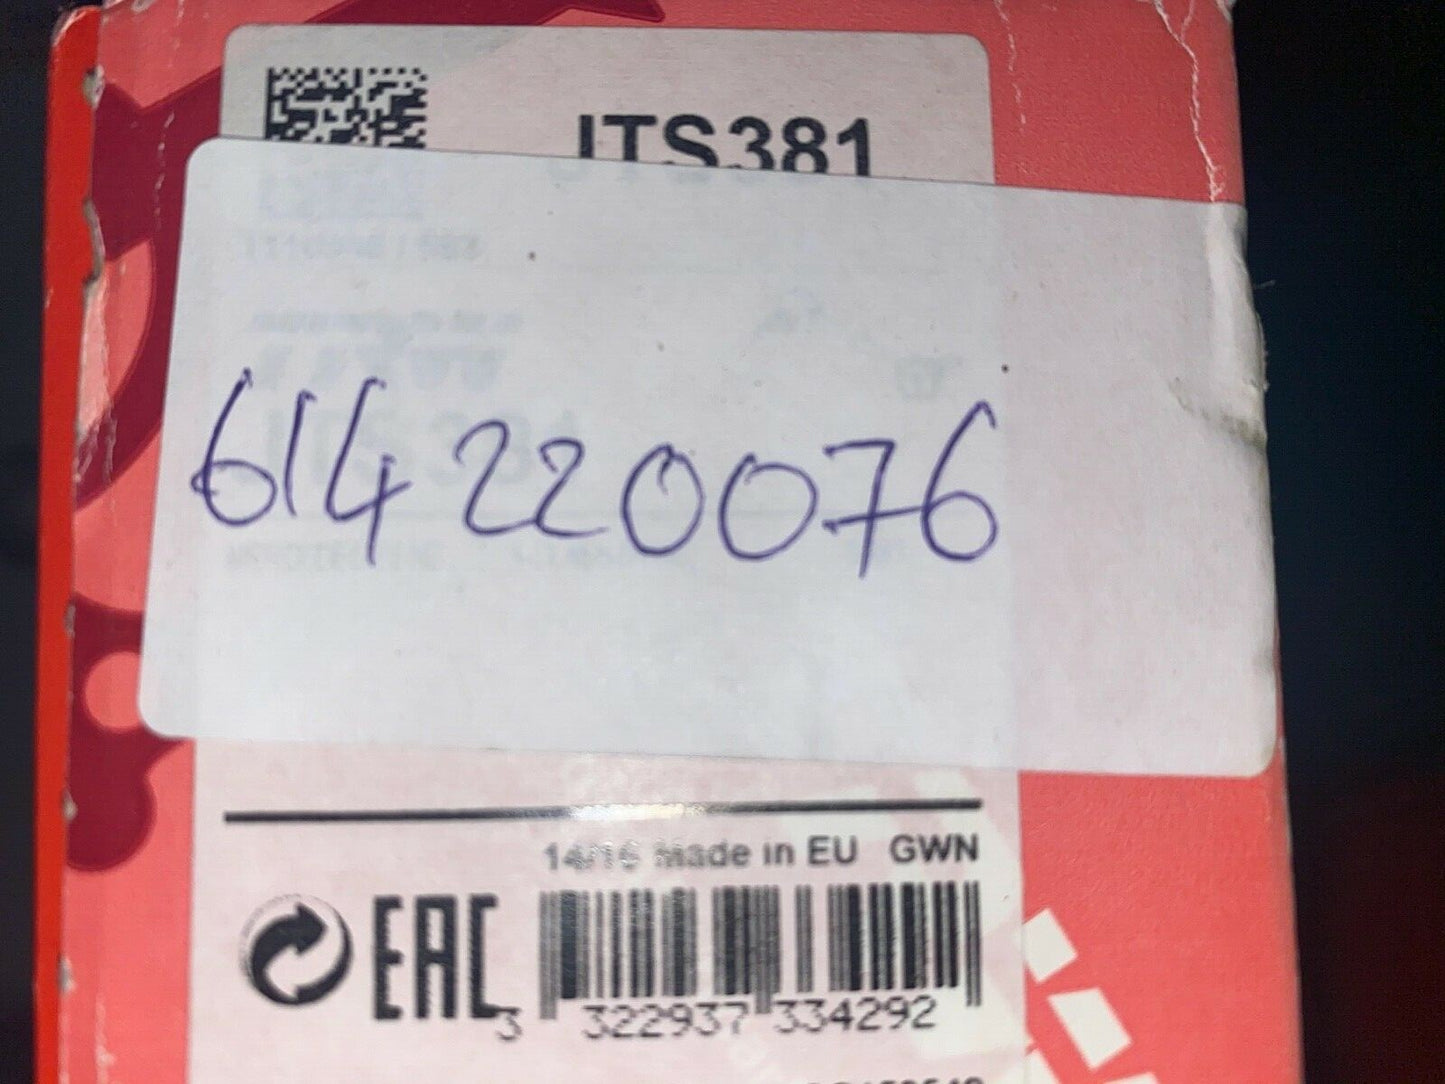 JTS381
614220076
14/16 Made in EU GWN
EAC
3 322937 334292